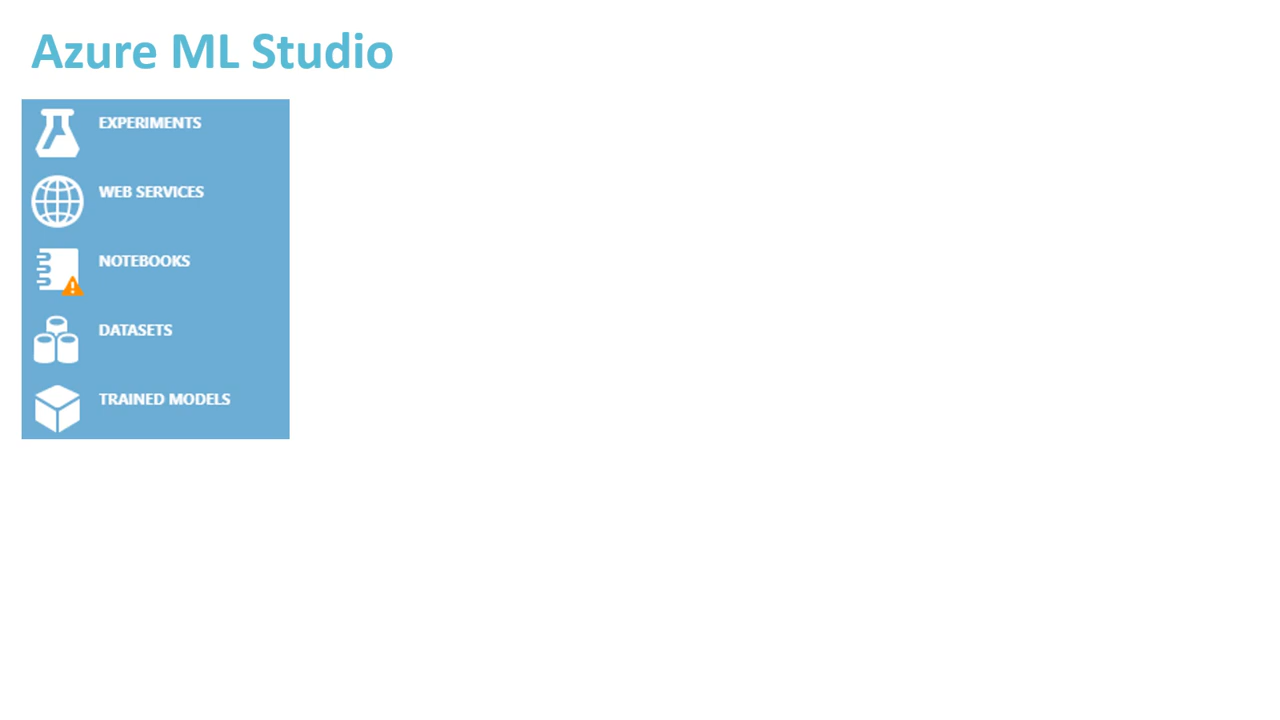 Azure ML Studio
EXPERIMENTS
WEB SERVICES
NOTEBOOKS
DATASETS
TRAINED MODELS